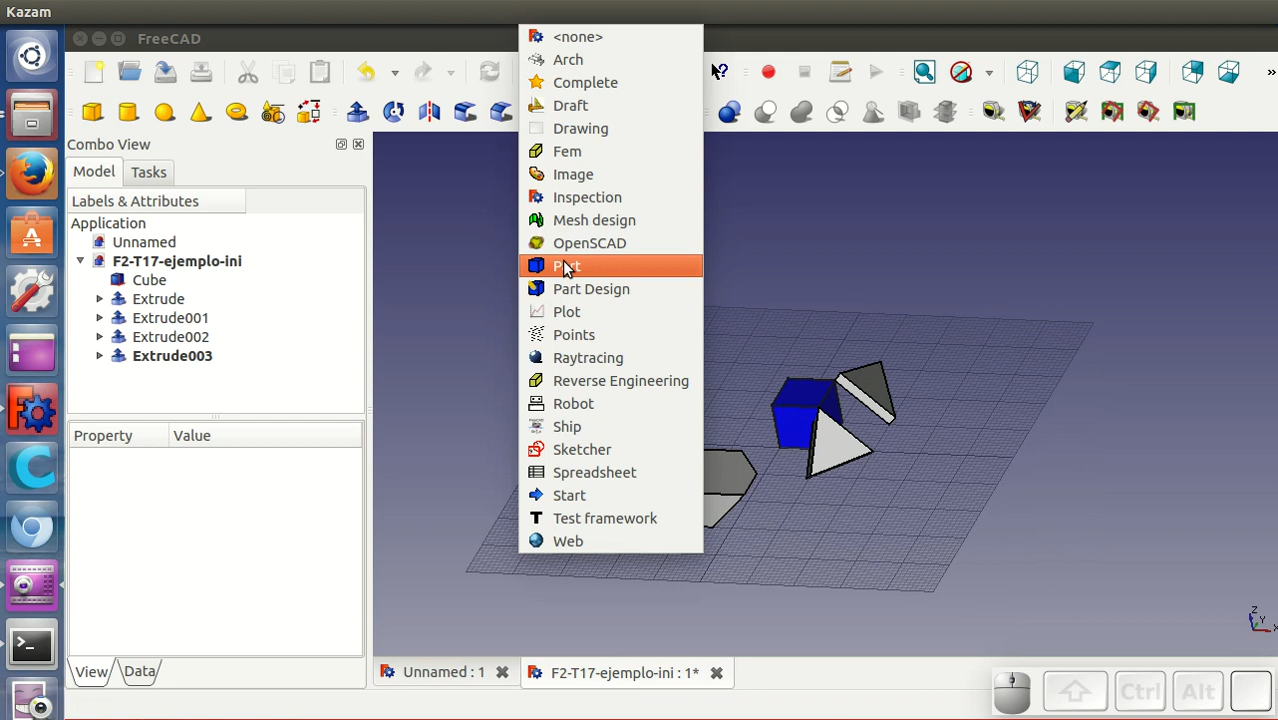 Kazam
FreeCAD
<none>
Arch
Complete
Draft
Drawing
Fem
Image
Inspection
Mesh design
OpenSCAD
Part
Part Design
Plot
Points
Raytracing
Reverse Engineering
Robot
Ship
Sketcher
Spreadsheet
Start
Test framework
Web
Combo View
Model Tasks
Labels & Attributes
Application
Unnamed
F2-T17-ejemplo-ini
Cube
Extrude
Extrude001
Extrude002
Extrude003
Property Value
View Data
Unnamed : 1
F2-T17-ejemplo-ini : 1*
Z
Y
X
Ctrl Alt